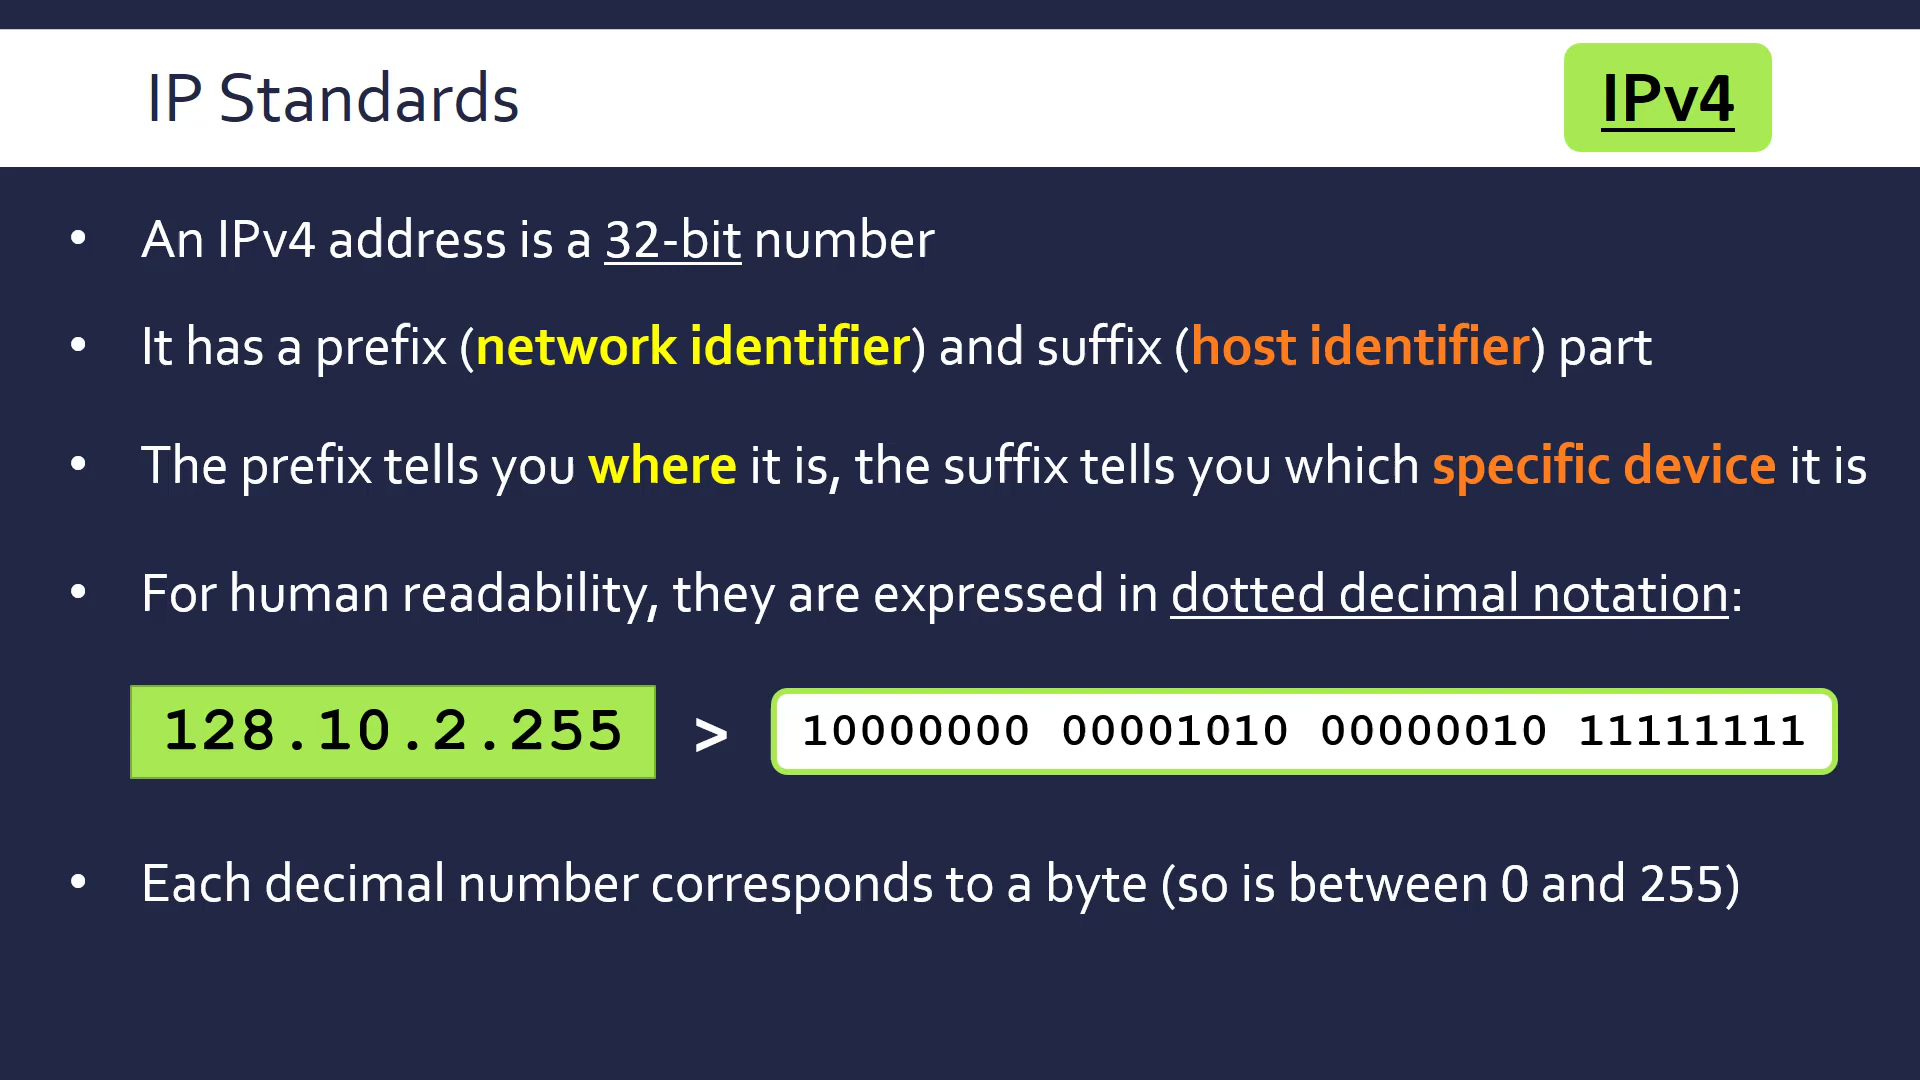 IP Standards
IPv4
• An IPv4 address is a 32-bit number
• It has a prefix (network identifier) and suffix (host identifier) part
• The prefix tells you where it is, the suffix tells you which specific device it is
• For human readability, they are expressed in dotted decimal notation:
128.10.2.255 > 10000000 00001010 00000010 11111111
• Each decimal number corresponds to a byte (so is between 0 and 255)